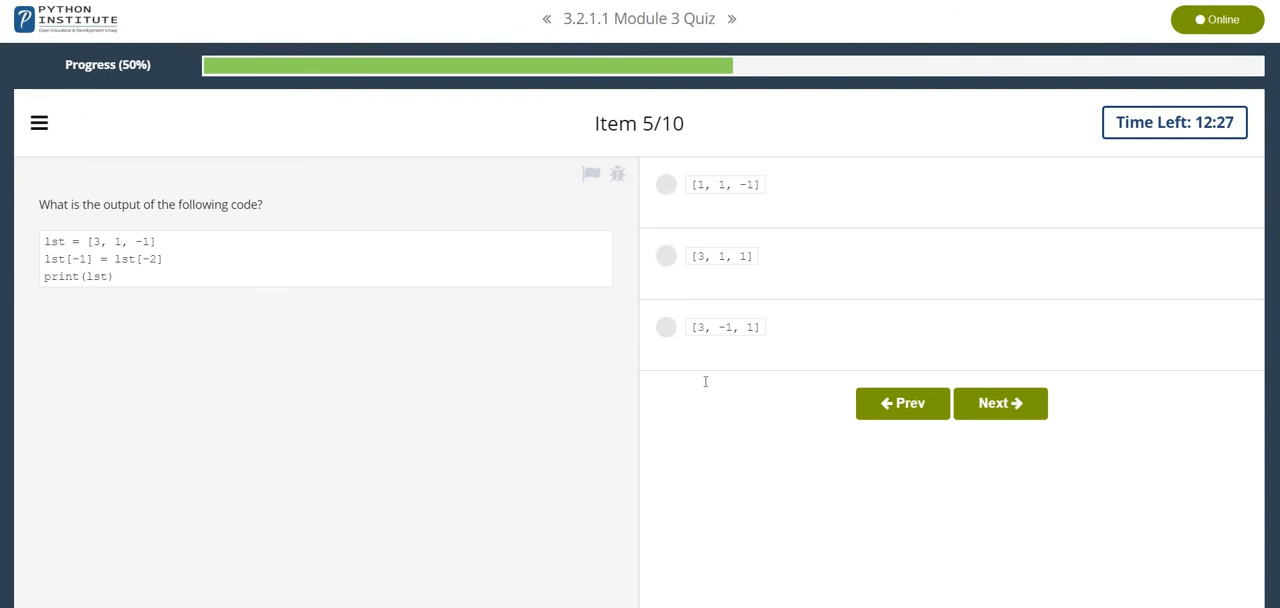 PYTHON
INSTITUTE
Open Education & Development Group
« 3.2.1.1 Module 3 Quiz »
Online
Progress (50%)
Item 5/10
Time Left: 12:27
What is the output of the following code?
lst = [3, 1, -1]
lst[-1] = lst[-2]
print(lst)
[1, 1, -1]
[3, 1, 1]
[3, -1, 1]
Prev
Next